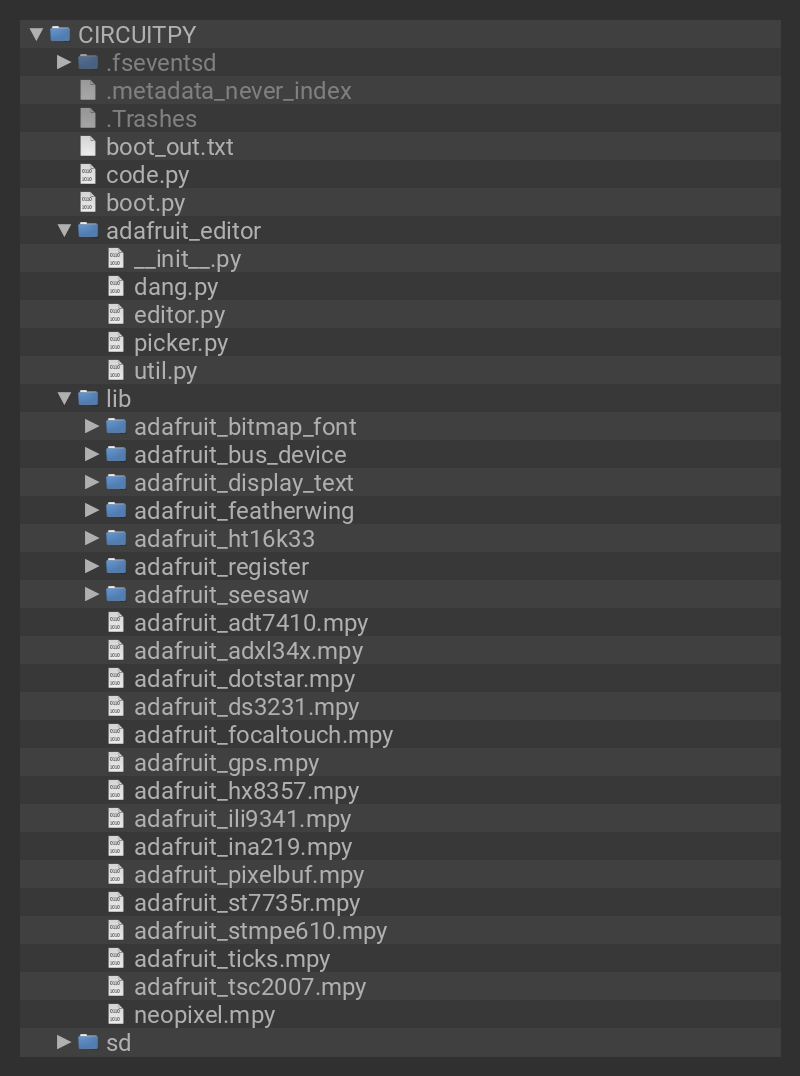 CIRCUITPY
.fseventsd
.metadata_never_index
.Trashes
boot_out.txt
code.py
boot.py
adafruit_editor
__init__.py
dang.py
editor.py
picker.py
util.py
lib
adafruit_bitmap_font
adafruit_bus_device
adafruit_display_text
adafruit_featherwing
adafruit_ht16k33
adafruit_register
adafruit_seesaw
adafruit_adt7410.mpy
adafruit_adxl34x.mpy
adafruit_dotstar.mpy
adafruit_ds3231.mpy
adafruit_focaltouch.mpy
adafruit_gps.mpy
adafruit_hx8357.mpy
adafruit_ili9341.mpy
adafruit_ina219.mpy
adafruit_pixelbuf.mpy
adafruit_st7735r.mpy
adafruit_stmpe610.mpy
adafruit_ticks.mpy
adafruit_tsc2007.mpy
neopixel.mpy
sd